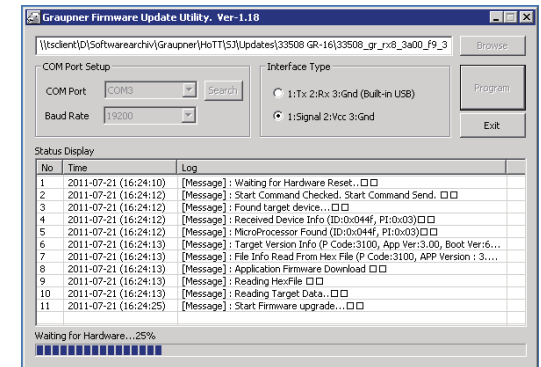 Graupner Firmware Update Utility. Ver-1.18
\\tsclient\D\Softwarearchiv\Graupner\HoTT\SJ\Updates\33508 GR-16\33508_gr_rx8_3a00_f9_3
Browse
COM Port Setup
Interface Type
COM Port COM3 Search
1:Tx 2:Rx 3:Gnd (Built-in USB)
Program
Baud Rate 19200
1:Signal 2:Vcc 3:Gnd
Exit
Status Display
No Time Log
1 2011-07-21 (16:24:10) [Message] : Waiting for Hardware Reset..□□
2 2011-07-21 (16:24:12) [Message] : Start Command Checked. Start Command Send. □□
3 2011-07-21 (16:24:12) [Message] : Found target device...□□
4 2011-07-21 (16:24:12) [Message] : Received Device Info (ID:0x044f, PI:0x03)□□
5 2011-07-21 (16:24:12) [Message] : MicroProcessor Found (ID:0x044f, PI:0x03)□□
6 2011-07-21 (16:24:13) [Message] : Target Version Info (P Code:3100, App Ver:3.00, Boot Ver:6...
7 2011-07-21 (16:24:13) [Message] : File Info Read From Hex File (P Code:3100, APP Version : 3....
8 2011-07-21 (16:24:13) [Message] : Application Firmware Download □□
9 2011-07-21 (16:24:13) [Message] : Reading HexFile □□
10 2011-07-21 (16:24:13) [Message] : Reading Target Data..□□
11 2011-07-21 (16:24:25) [Message] : Start Firmware upgrade...□□
Waiting for Hardware...25%